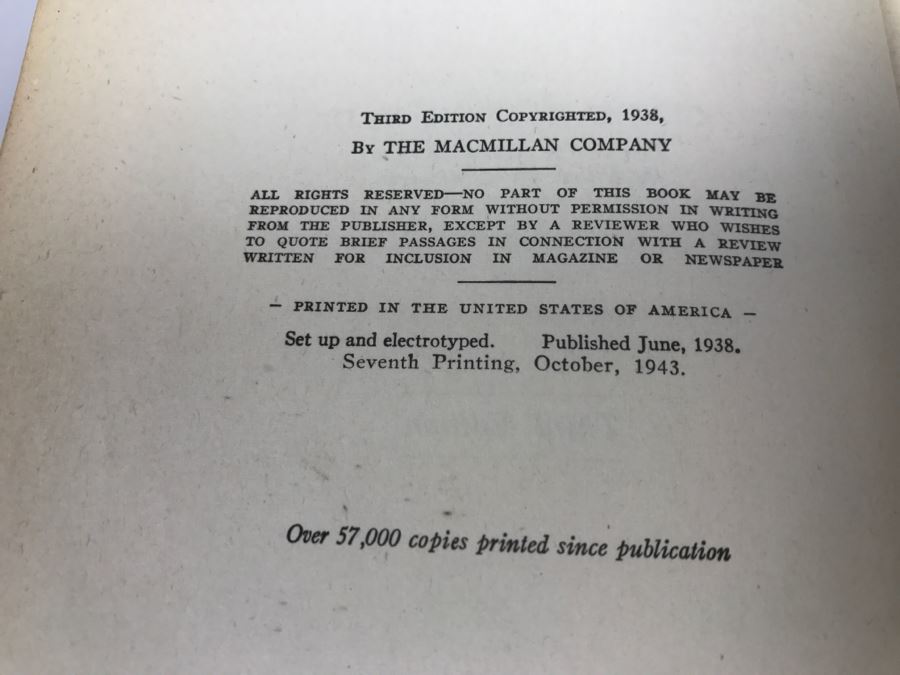 Third Edition Copyrighted, 1938,
By THE MACMILLAN COMPANY
ALL RIGHTS RESERVED—NO PART OF THIS BOOK MAY BE
REPRODUCED IN ANY FORM WITHOUT PERMISSION IN WRITING
FROM THE PUBLISHER, EXCEPT BY A REVIEWER WHO WISHES
TO QUOTE BRIEF PASSAGES IN CONNECTION WITH A REVIEW
WRITTEN FOR INCLUSION IN MAGAZINE OR NEWSPAPER
— PRINTED IN THE UNITED STATES OF AMERICA —
Set up and electrotyped. Published June, 1938.
Seventh Printing, October, 1943.
Over 57,000 copies printed since publication